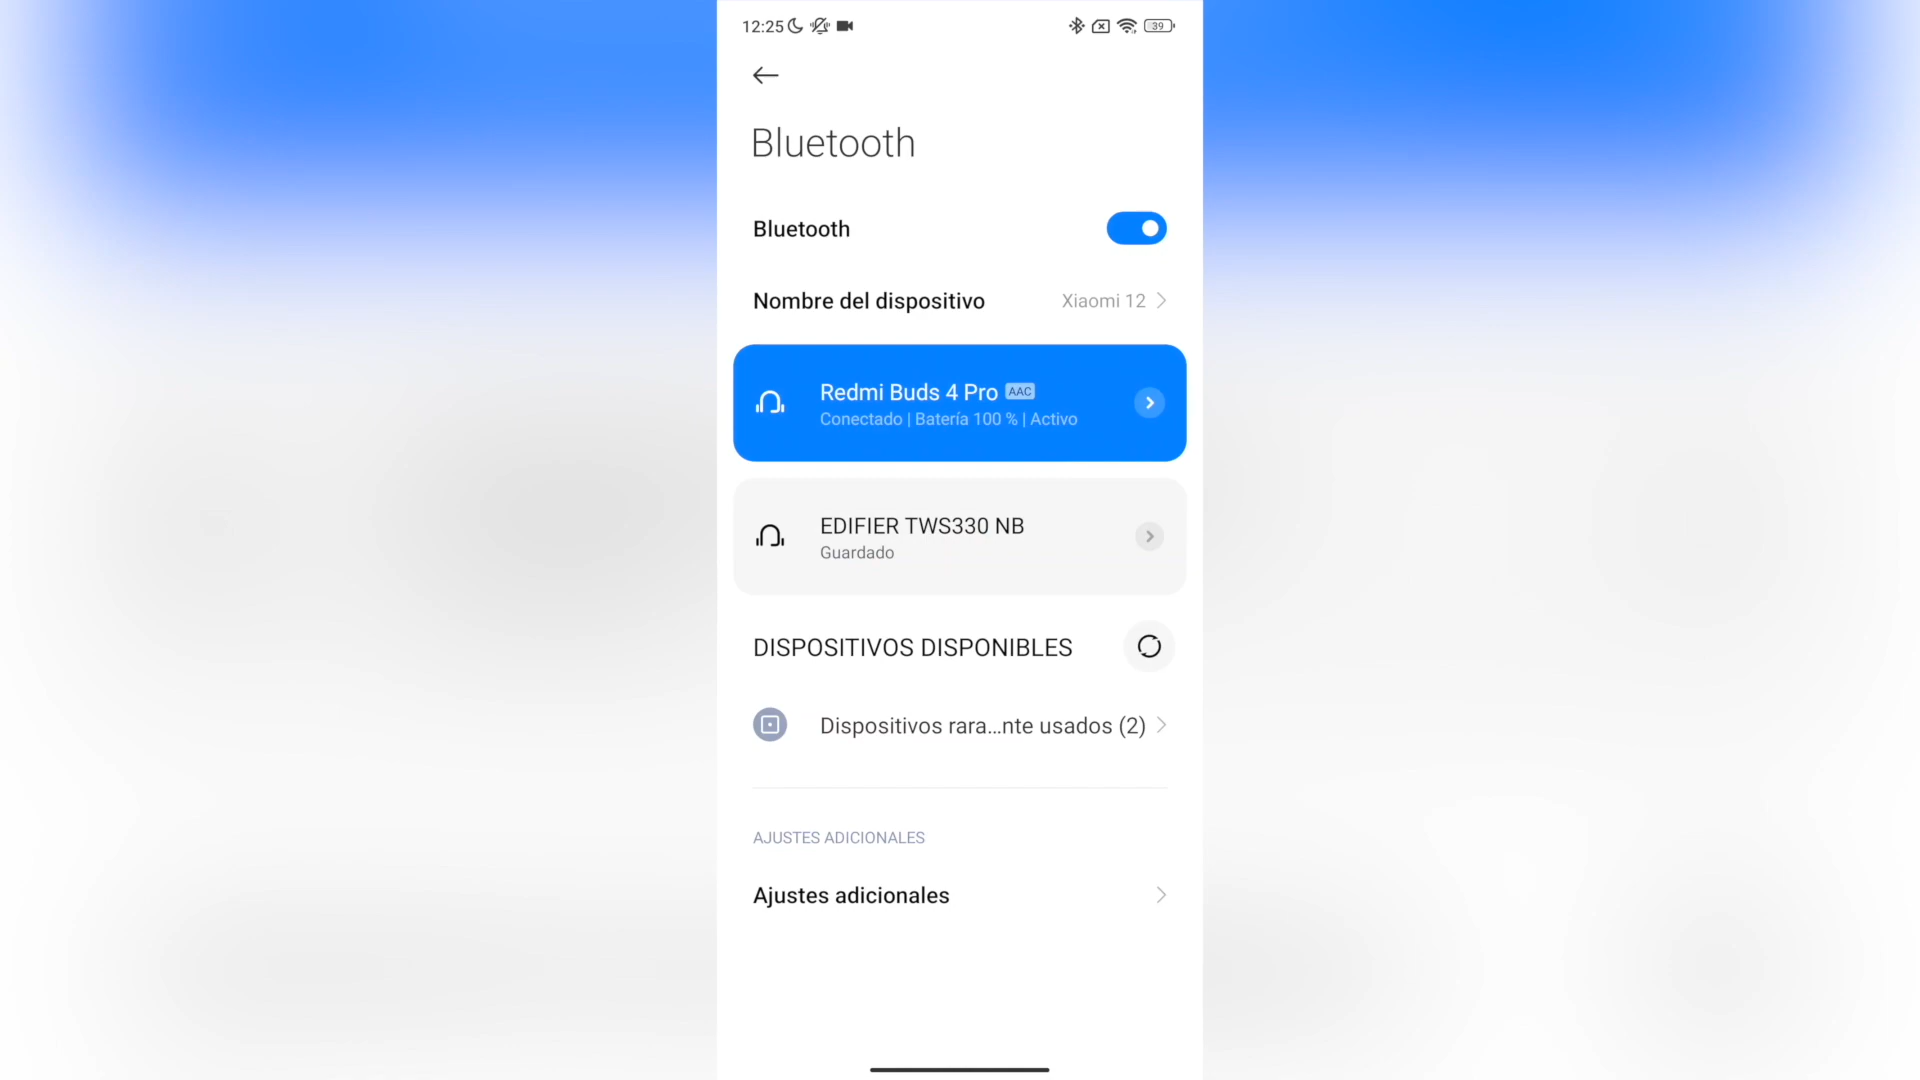 12:25
39
Bluetooth
Bluetooth
Nombre del dispositivo
Xiaomi 12
Redmi Buds 4 Pro AAC
Conectado | Batería 100 % | Activo
EDIFIER TWS330 NB
Guardado
DISPOSITIVOS DISPONIBLES
Dispositivos rara...nte usados (2)
AJUSTES ADICIONALES
Ajustes adicionales